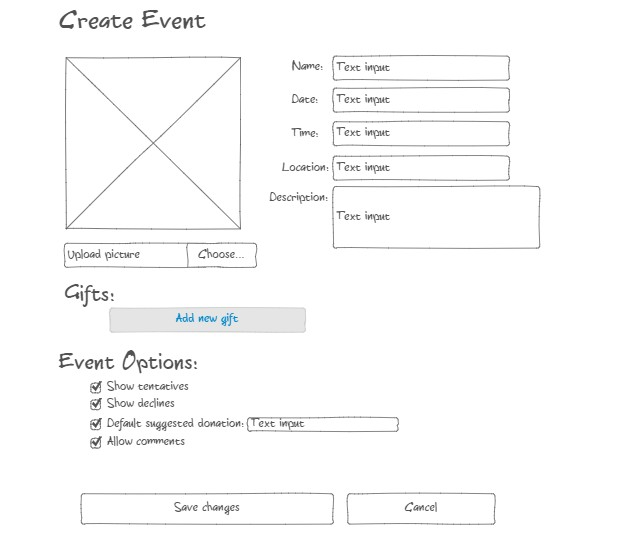 Create Event
Name: Text input
Date: Text input
Time: Text input
Location: Text input
Description: Text input
Upload picture Choose...
Gifts:
Add new gift
Event Options:
Show tentatives
Show declines
Default suggested donation: Text input
Allow comments
Save changes Cancel